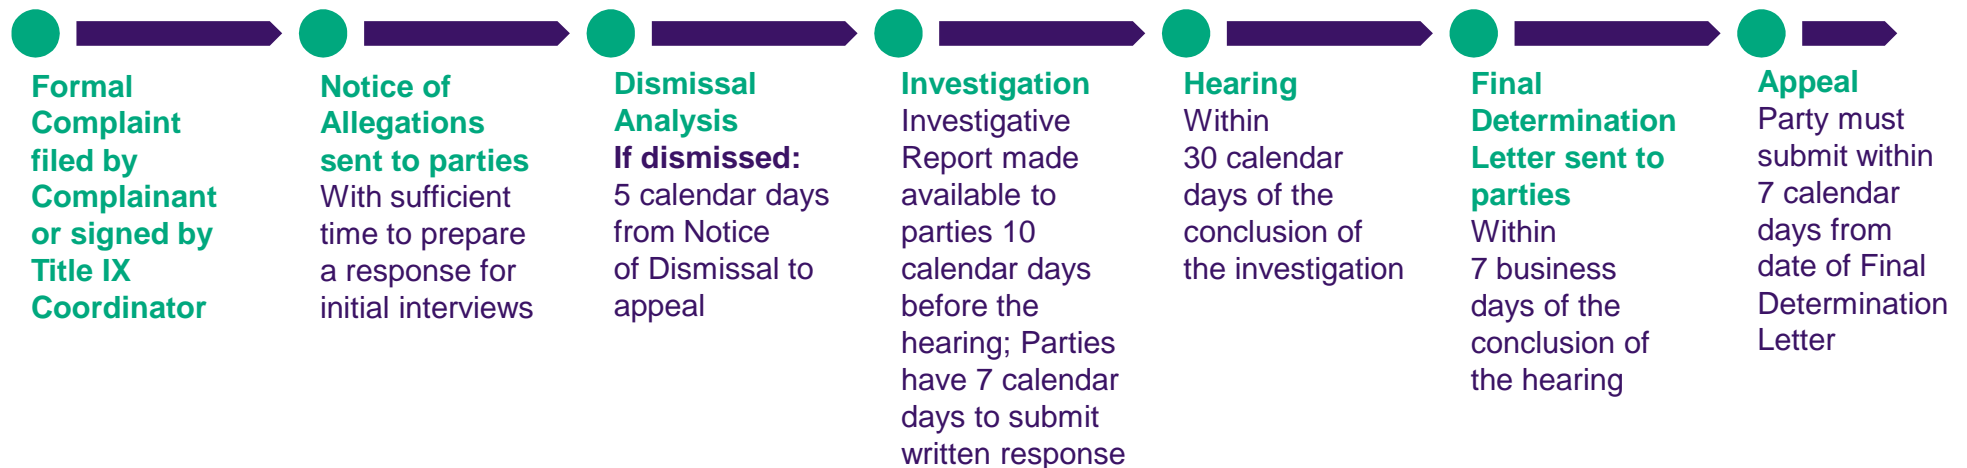 Formal
Complaint
filed by
Complainant
or signed by
Title IX
Coordinator
Notice of
Allegations
sent to parties
With sufficient
time to prepare
a response for
initial interviews
Dismissal
Analysis
If dismissed:
5 calendar days
from Notice
of Dismissal to
appeal
Investigation
Investigative
Report made
available to
parties 10
calendar days
before the
hearing; Parties
have 7 calendar
days to submit
written response
Hearing
Within
30 calendar
days of the
conclusion of
the investigation
Final
Determination
Letter sent to
parties
Within
7 business
days of the
conclusion of
the hearing
Appeal
Party must
submit within
7 calendar
days from
date of Final
Determination
Letter